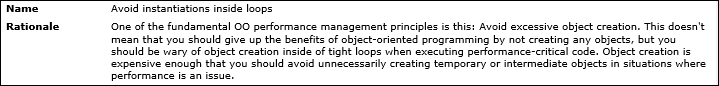 Name Avoid instantiations inside loops
Rationale One of the fundamental OO performance management principles is this: Avoid excessive object creation. This doesn't
mean that you should give up the benefits of object-oriented programming by not creating any objects, but you
should be wary of object creation inside of tight loops when executing performance-critical code. Object creation is
expensive enough that you should avoid unnecessarily creating temporary or intermediate objects in situations where
performance is an issue.